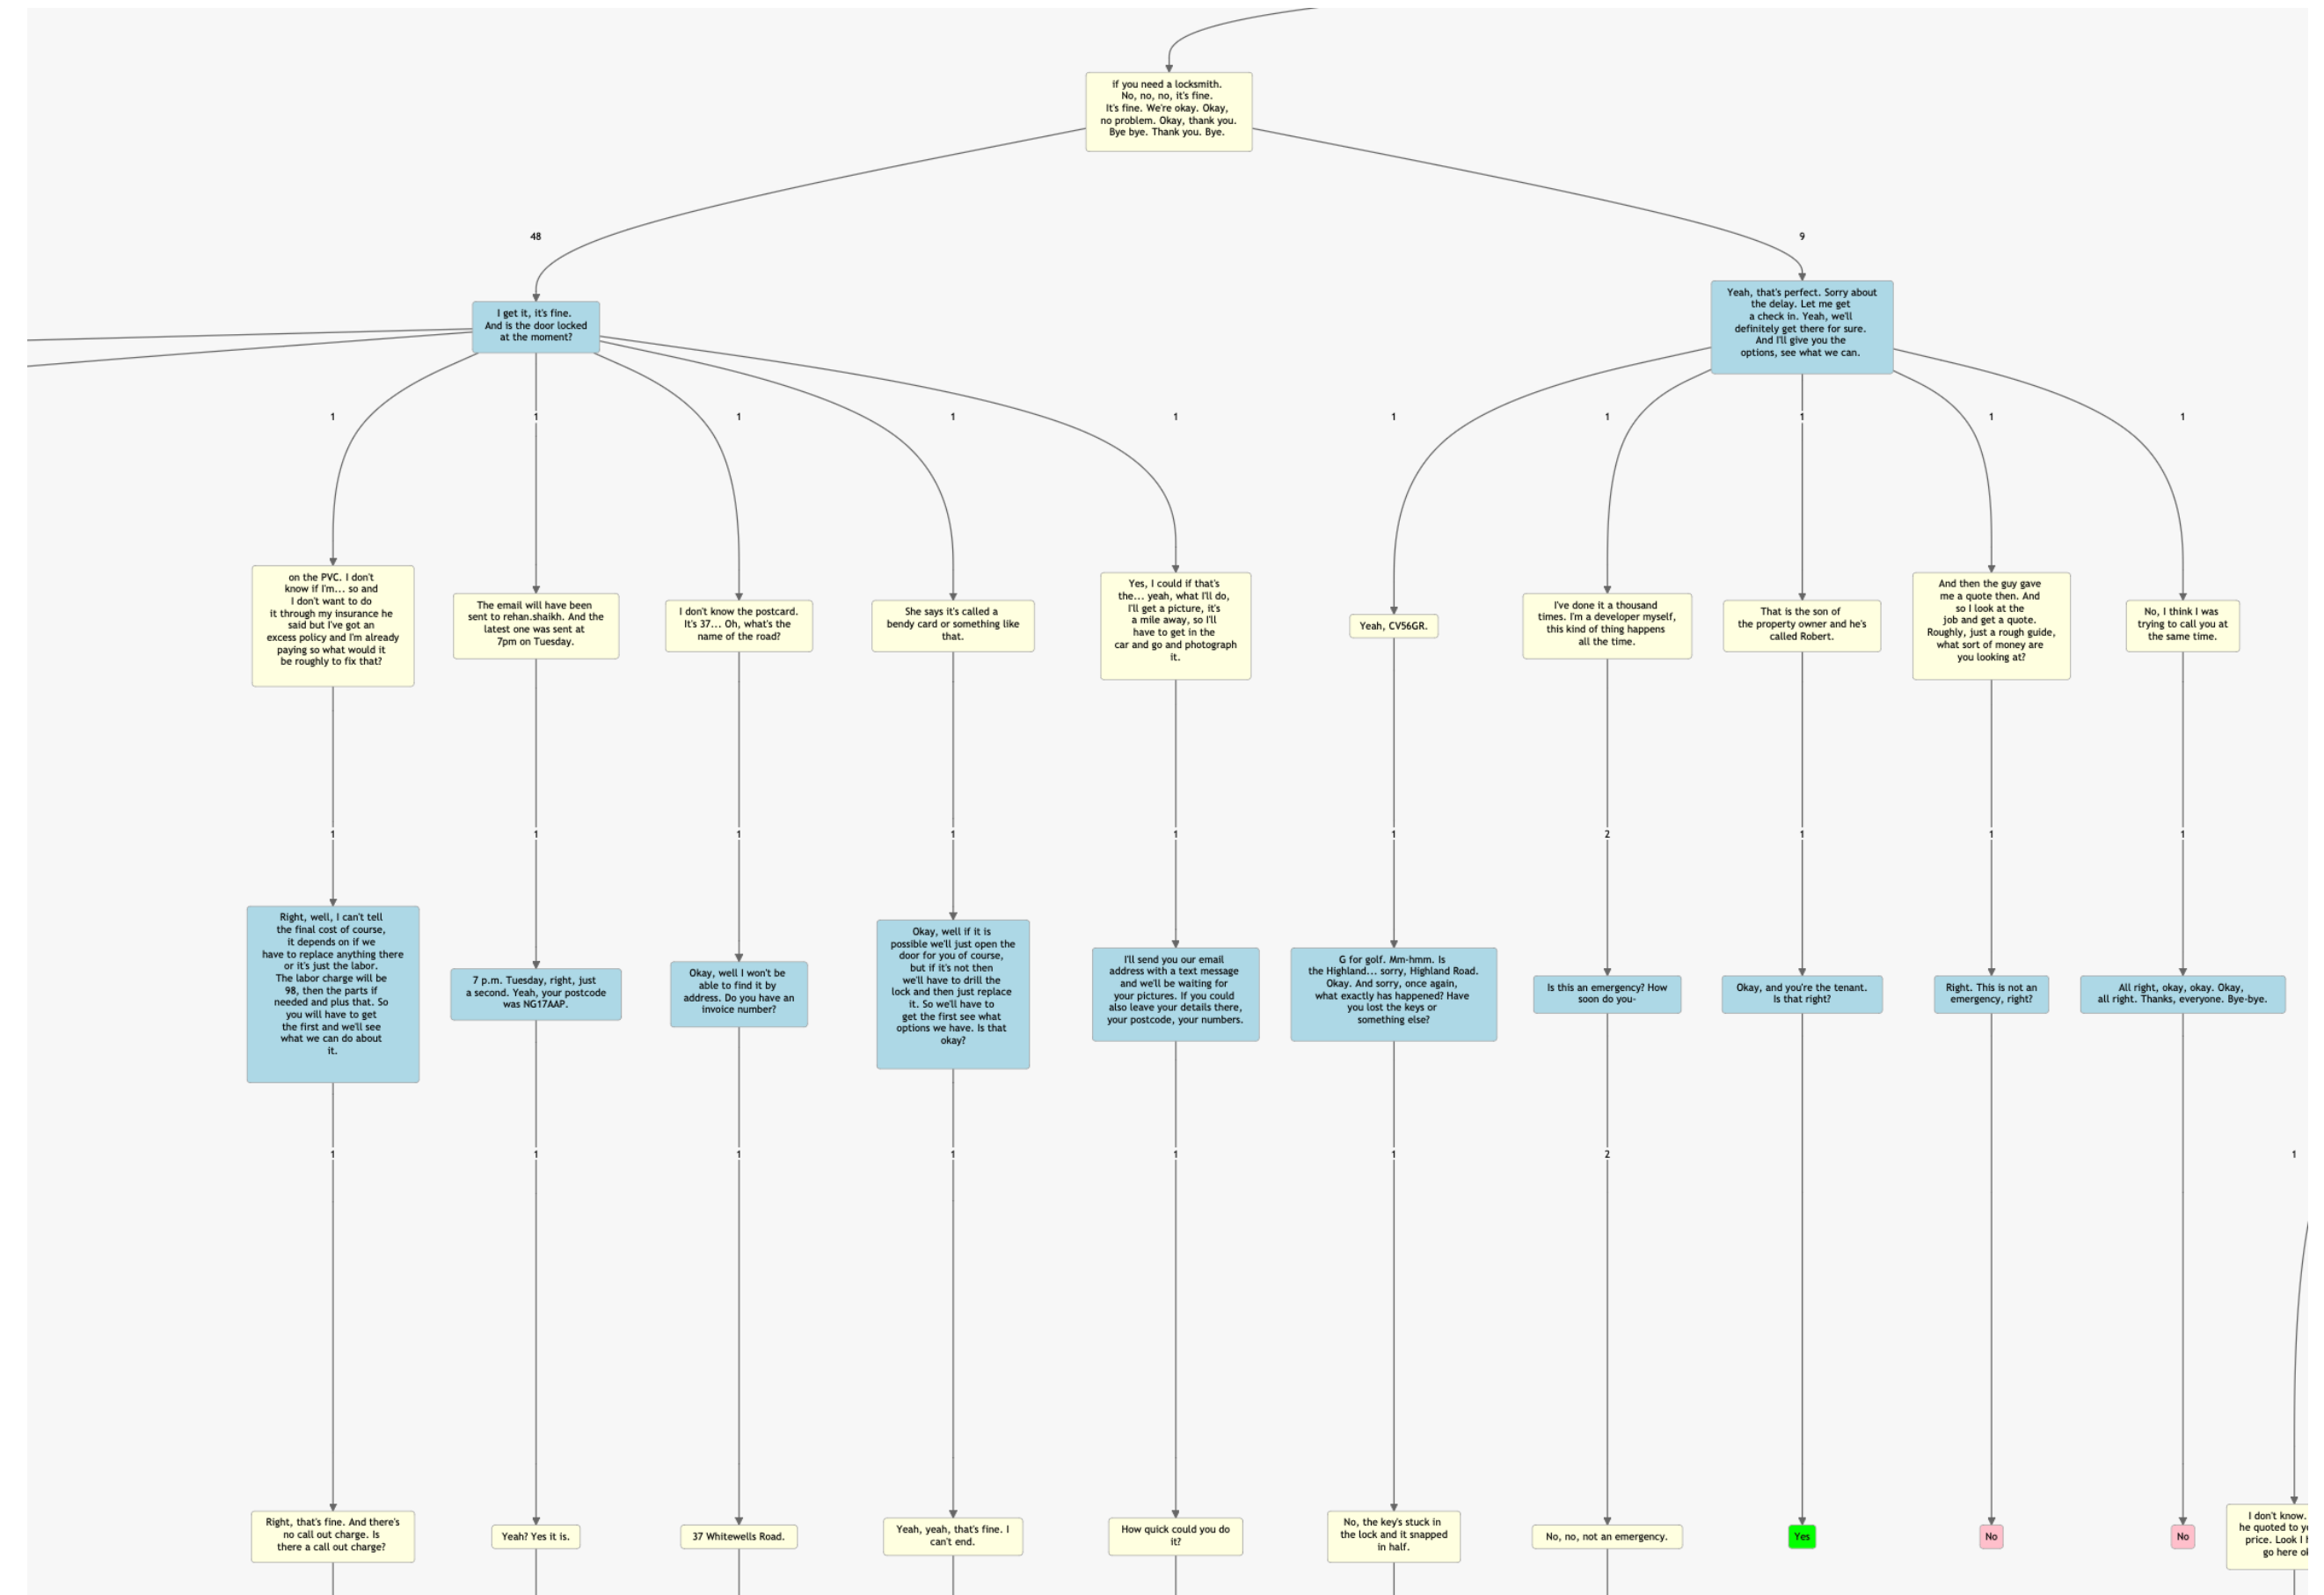 if you need a locksmith.
No, no, no, it's fine.
It's fine. We're okay. Okay,
no problem. Okay, thank you.
Bye bye. Thank you. Bye.
48
9
I get it, it's fine.
And is the door locked
at the moment?
Yeah, that's perfect. Sorry about
the delay. Let me get
a check in. Yeah, we'll
definitely get there for sure.
And I'll give you the
options, see what we can.
1
1
1
1
1
1
1
1
1
1
on the PVC. I don't
know if I'm... so and
I don't want to do
it through my insurance he
said but I've got an
excess policy and I'm already
paying so what would it
be roughly to fix that?
The email will have been
sent to rehan.shaikh. And the
latest one was sent at
7pm on Tuesday.
I don't know the postcard.
It's 37... Oh, what's the
name of the road?
She says it's called a
bendy card or something like
that.
Yes, I could if that's
the... yeah, what I'll do,
I'll get a picture, it's
a mile away, so I'll
have to get in the
car and go and photograph
it.
Yeah, CV56GR.
I've done it a thousand
times. I'm a developer myself,
this kind of thing happens
all the time.
That is the son of
the property owner and he's
called Robert.
And then the guy gave
me a quote then. And
so I look at the
job and get a quote.
Roughly, just a rough guide,
what sort of money are
you looking at?
No, I think I was
trying to call you at
the same time.
1
1
1
1
1
1
2
1
1
1
Right, well, I can't tell
the final cost of course,
it depends on if we
have to replace anything there
or it's just the labor.
The labor charge will be
98, then the parts if
needed and plus that. So
you will have to get
the first and we'll see
what we can do about
it.
7 p.m. Tuesday, right, just
a second. Yeah, your postcode
was NG17AAP.
Okay, well I won't be
able to find it by
address. Do you have an
invoice number?
Okay, well if it is
possible we'll just open the
door for you of course,
but if it's not then
we'll have to drill the
lock and then just replace
it. So we'll have to
get the first see what
options we have. Is that
okay?
I'll send you our email
address with a text message
and we'll be waiting for
your pictures. If you could
also leave your details there,
your postcode, your numbers.
G for golf. Mm-hmm. Is
the Highland... sorry, Highland Road.
Okay. And sorry, once again,
what exactly has happened? Have
you lost the keys or
something else?
Is this an emergency? How
soon do you-
Okay, and you're the tenant.
Is that right?
Right. This is not an
emergency, right?
All right, okay, okay. Okay,
all right. Thanks, everyone. Bye-bye.
1
1
1
1
1
1
2
1
Right, that's fine. And there's
no call out charge. Is
there a call out charge?
Yeah? Yes it is.
37 Whitewells Road.
Yeah, yeah, that's fine. I
can't end.
How quick could you do
it?
No, the key's stuck in
the lock and it snapped
in half.
No, no, not an emergency.
Yes
No
No
I don't know.
he quoted to
price. Look I
go here